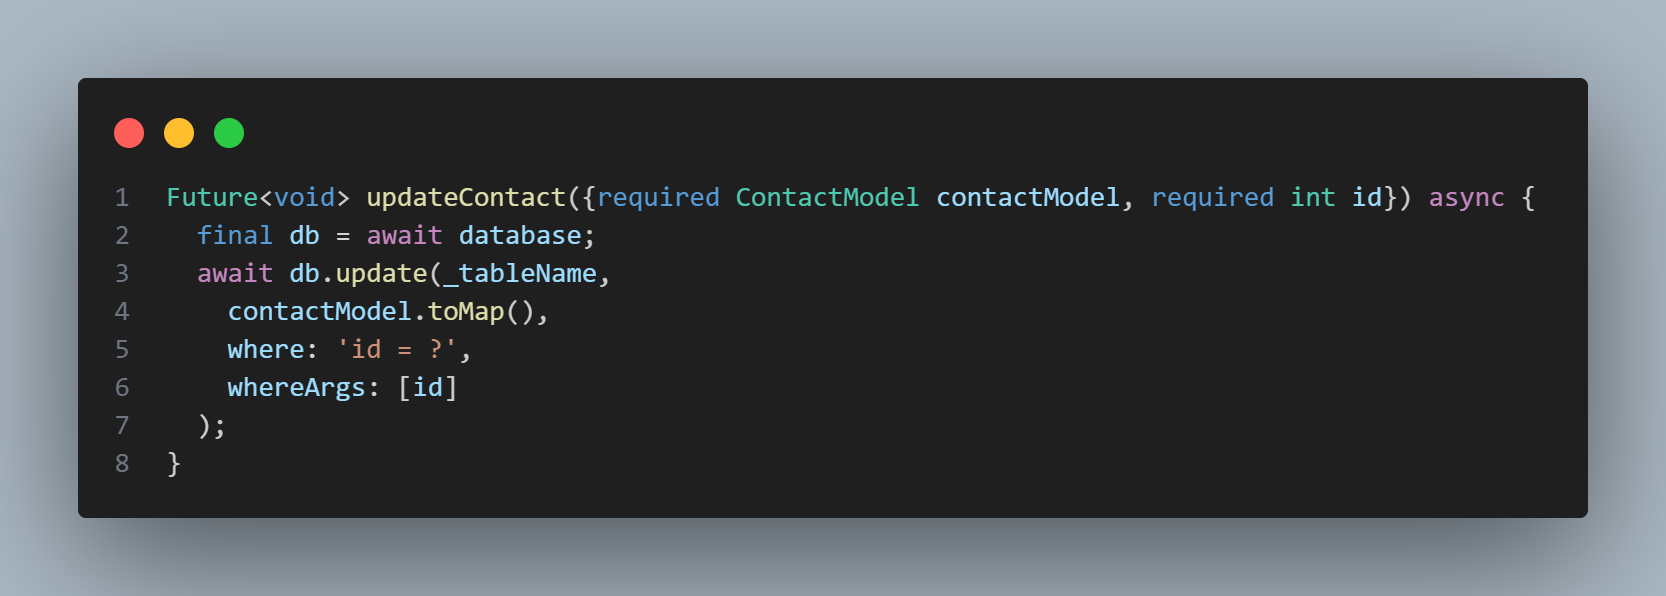 1 Future<void> updateContact({required ContactModel contactModel, required int id}) async {
2   final db = await database;
3   await db.update(_tableName,
4     contactModel.toMap(),
5     where: 'id = ?',
6     whereArgs: [id]
7   );
8 }